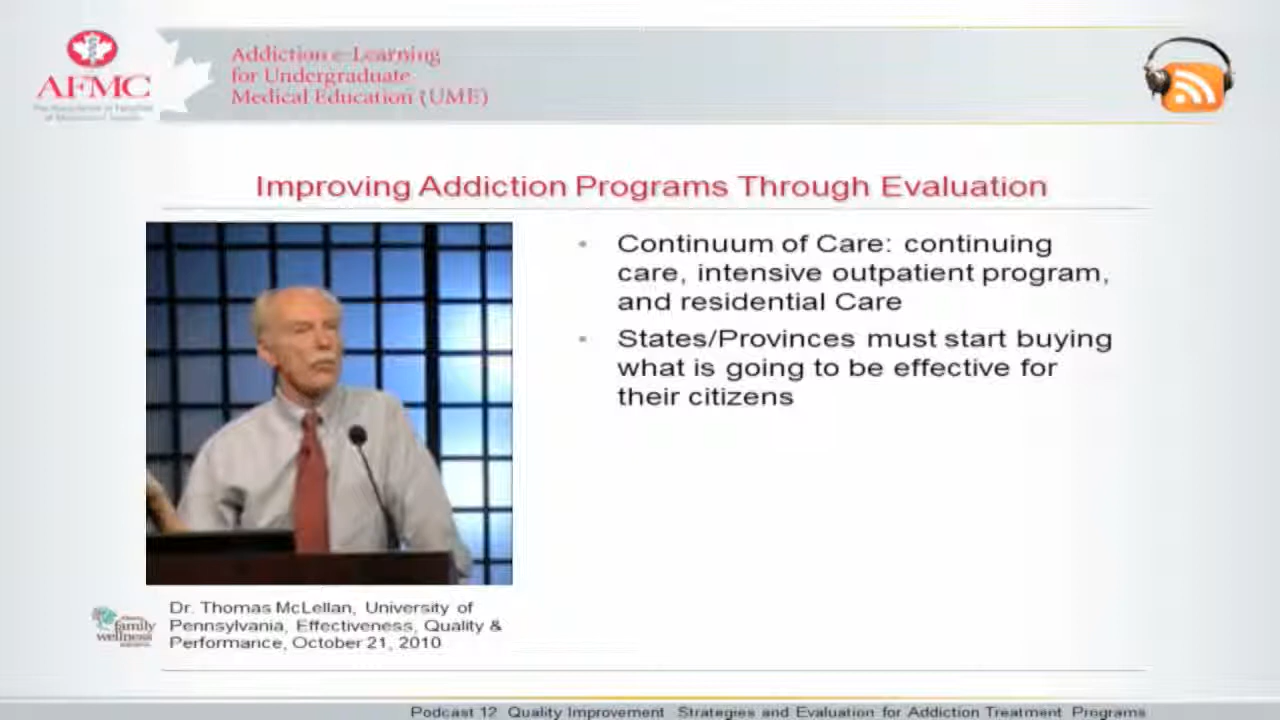 AFMC
Addiction e-Learning
for Undergraduate
Medical Education (UME)
Improving Addiction Programs Through Evaluation
• Continuum of Care: continuing
care, intensive outpatient program,
and residential Care
• States/Provinces must start buying
what is going to be effective for
their citizens
Dr. Thomas McLellan, University of
Pennsylvania, Effectiveness, Quality &
Performance, October 21, 2010
family
wellness
Podcast 12 Quality Improvement Strategies and Evaluation for Addiction Treatment Programs